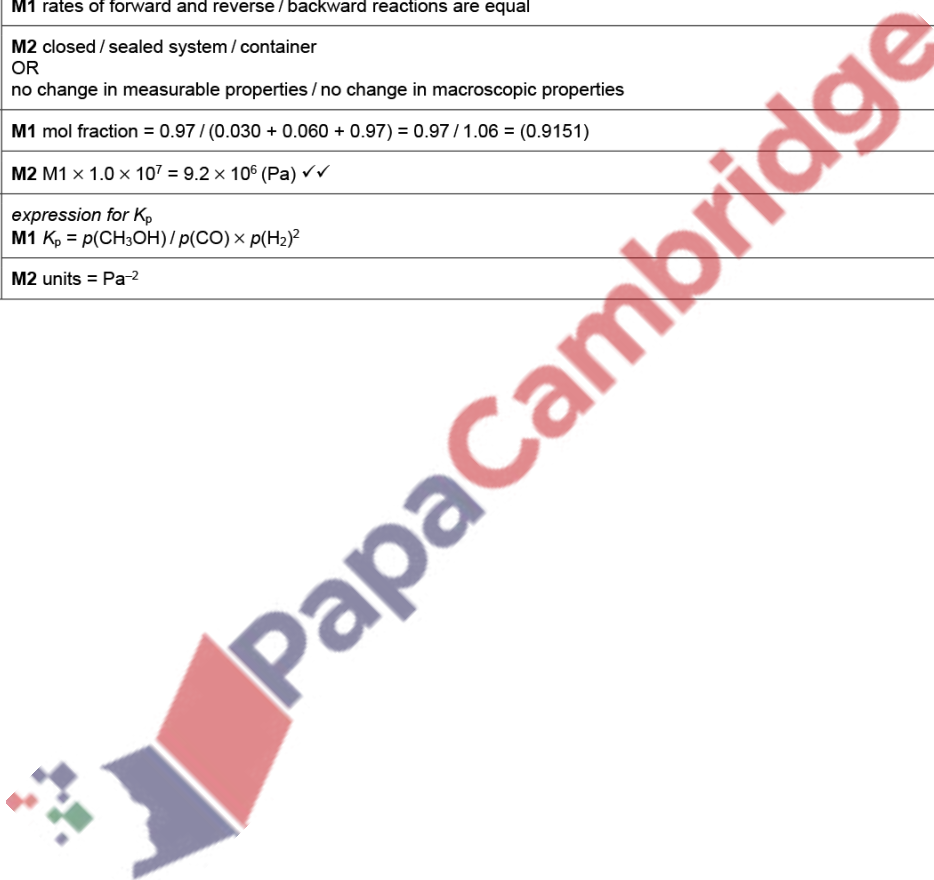 M1 rates of forward and reverse / backward reactions are equal
M2 closed / sealed system / container
OR
no change in measurable properties / no change in macroscopic properties
M1 mol fraction = 0.97 / (0.030 + 0.060 + 0.97) = 0.97 / 1.06 = (0.9151)
M2 M1 × 1.0 × 10⁷ = 9.2 × 10⁶ (Pa) ✓✓
expression for Kₚ
M1 Kₚ = p(CH₃OH) / p(CO) × p(H₂)²
M2 units = Pa⁻²
PapaCambridge